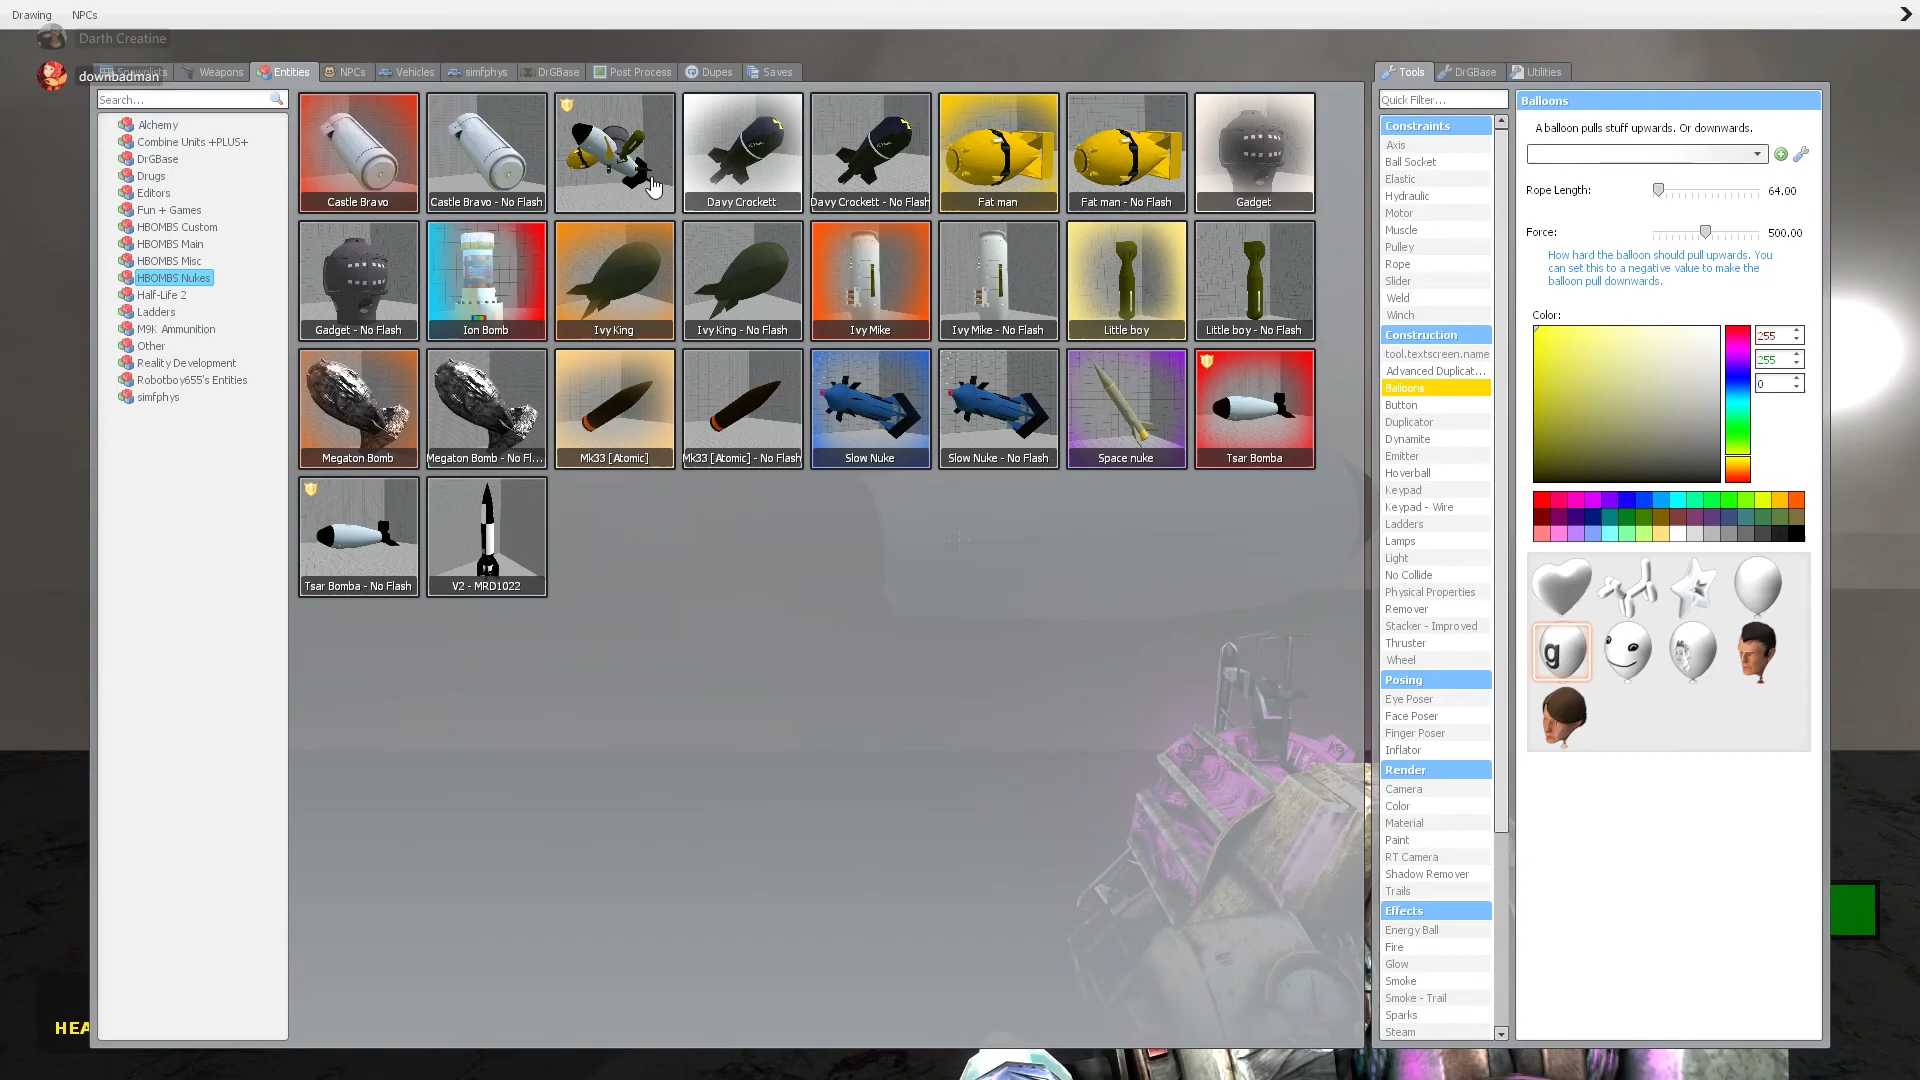 Drawing NPCs
Darth Creatine
downbadman
Weapons Entities NPCs Vehicles simfphys DrGBase Post Process Dupes Saves
Search...
Alchemy
Combine Units +PLUS+
DrGBase
Drugs
Editors
Fun + Games
HBOMBS Custom
HBOMBS Main
HBOMBS Misc
HBOMBS Nukes
Half-Life 2
Ladders
M9K Ammunition
Other
Reality Development
Robotboy655's Entities
simfphys
Castle Bravo
Castle Bravo - No Flash
Davy Crockett
Davy Crockett - No Flash
Fat man
Fat man - No Flash
Gadget
Gadget - No Flash
Ion Bomb
Ivy King
Ivy King - No Flash
Ivy Mike
Ivy Mike - No Flash
Little boy
Little boy - No Flash
Megaton Bomb
Megaton Bomb - No Fl...
Mk33 [Atomic]
Mk33 [Atomic] - No Flash
Slow Nuke
Slow Nuke - No Flash
Space nuke
Tsar Bomba
Tsar Bomba - No Flash
V2 - MRD1022
HEA
Tools DrGBase Utilities
Quick Filter...
Constraints
Axis
Ball Socket
Elastic
Hydraulic
Motor
Muscle
Pulley
Rope
Slider
Weld
Winch
Construction
tool.textscreen.name
Advanced Duplicat...
Balloons
Button
Duplicator
Dynamite
Emitter
Hoverball
Keypad
Keypad - Wire
Ladders
Lamps
Light
No Collide
Physical Properties
Remover
Stacker - Improved
Thruster
Wheel
Posing
Eye Poser
Face Poser
Finger Poser
Inflator
Render
Camera
Color
Material
Paint
RT Camera
Shadow Remover
Trails
Effects
Energy Ball
Fire
Glow
Smoke
Smoke - Trail
Sparks
Steam
Balloons
A balloon pulls stuff upwards. Or downwards.
Rope Length: 64.00
Force: 500.00
How hard the balloon should pull upwards. You
can set this to a negative value to make the
balloon pull downwards.
Color:
255
255
0
g